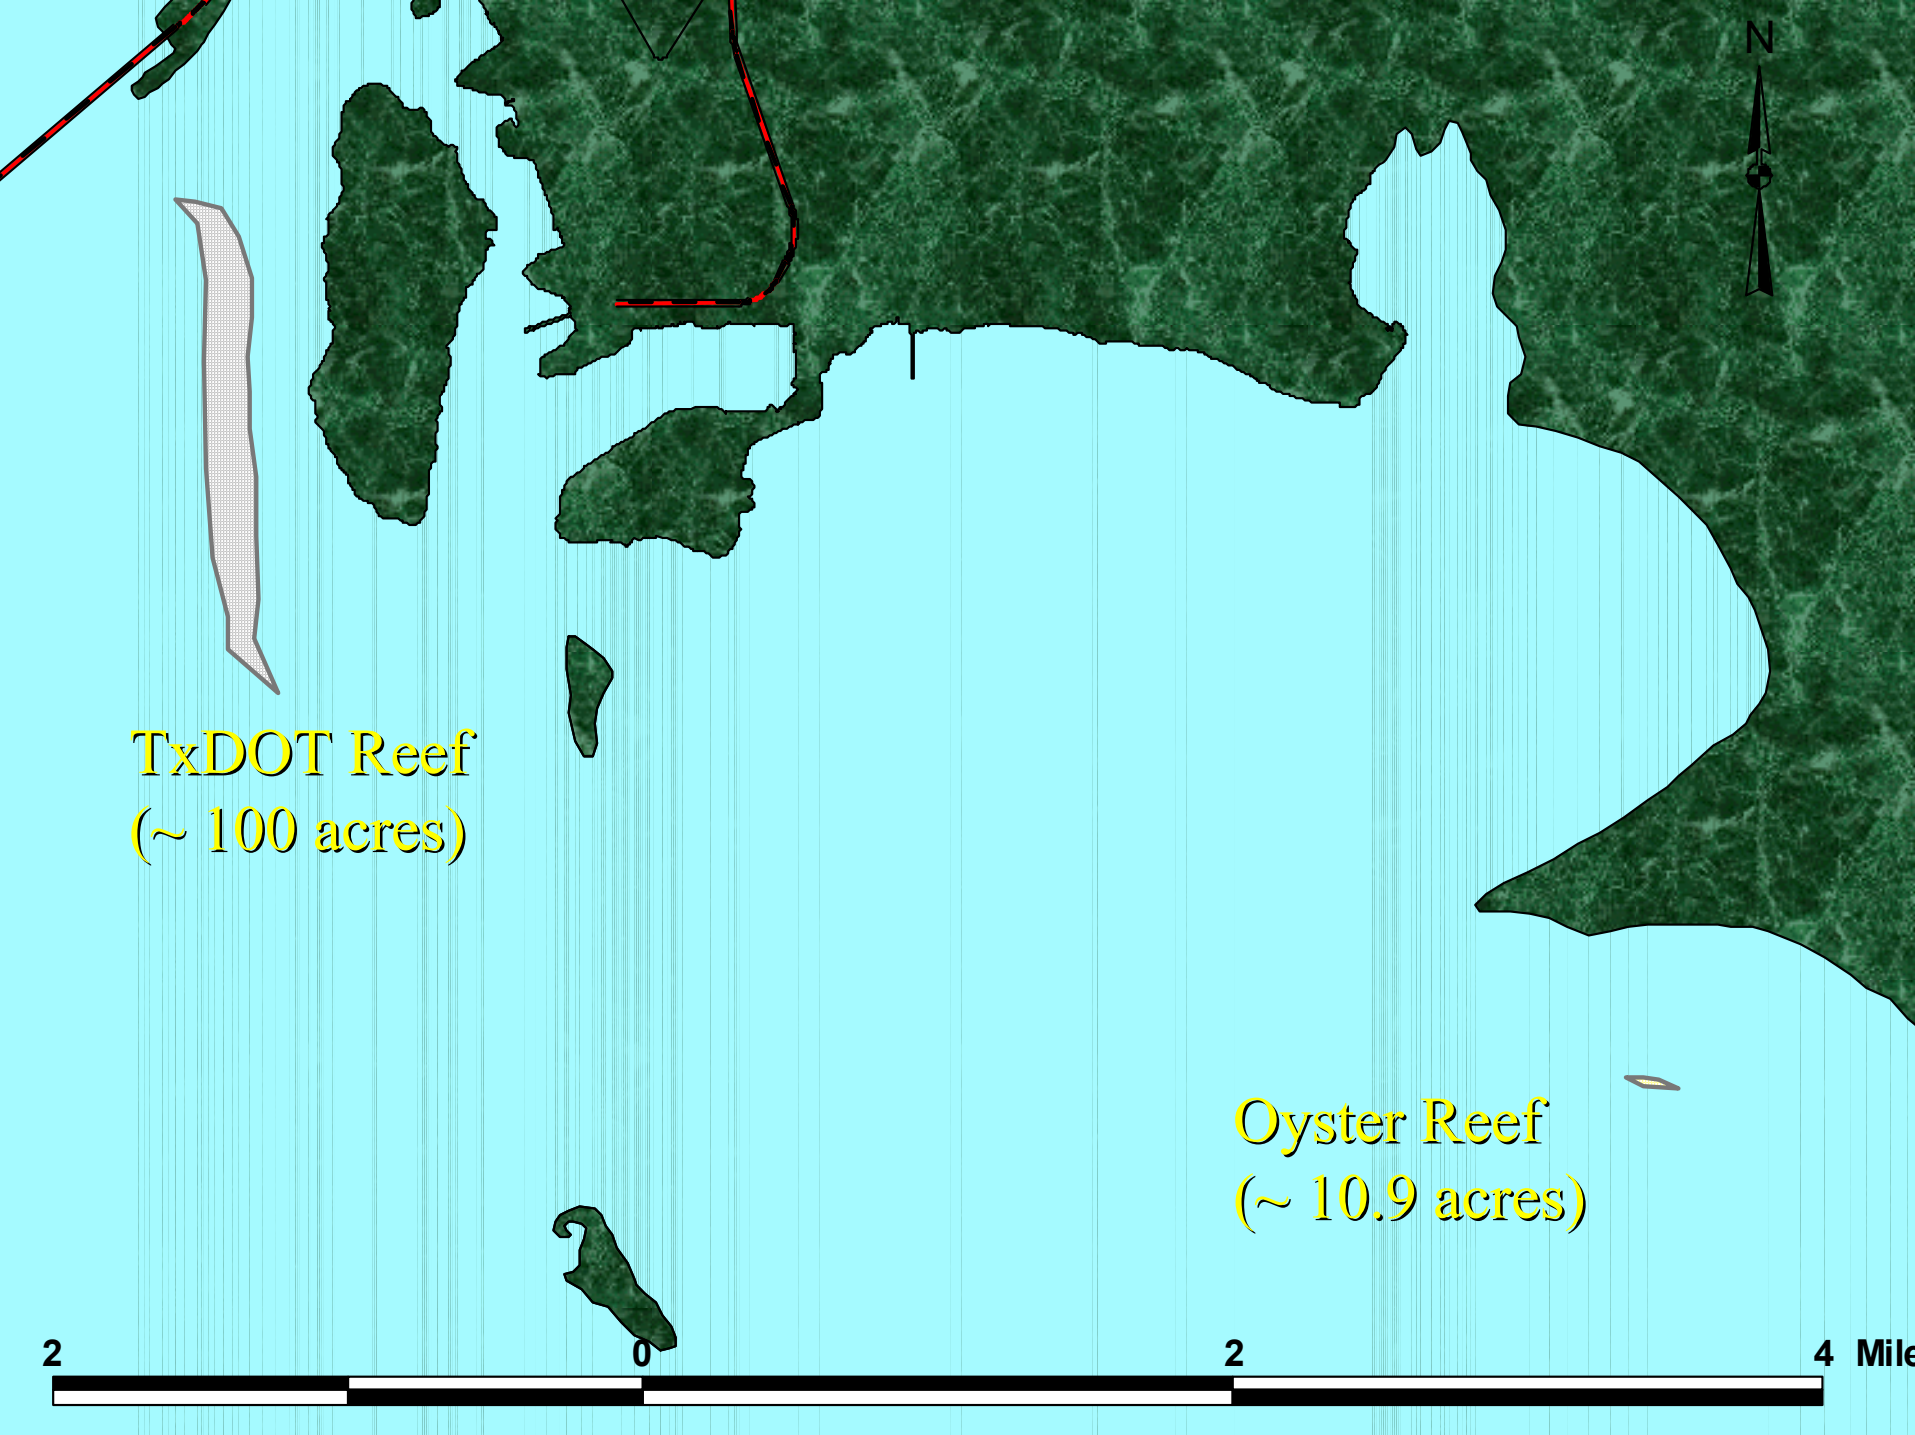 N
TxDOT Reef
(~ 100 acres)
Oyster Reef
(~ 10.9 acres)
2 0 2 4 Mile